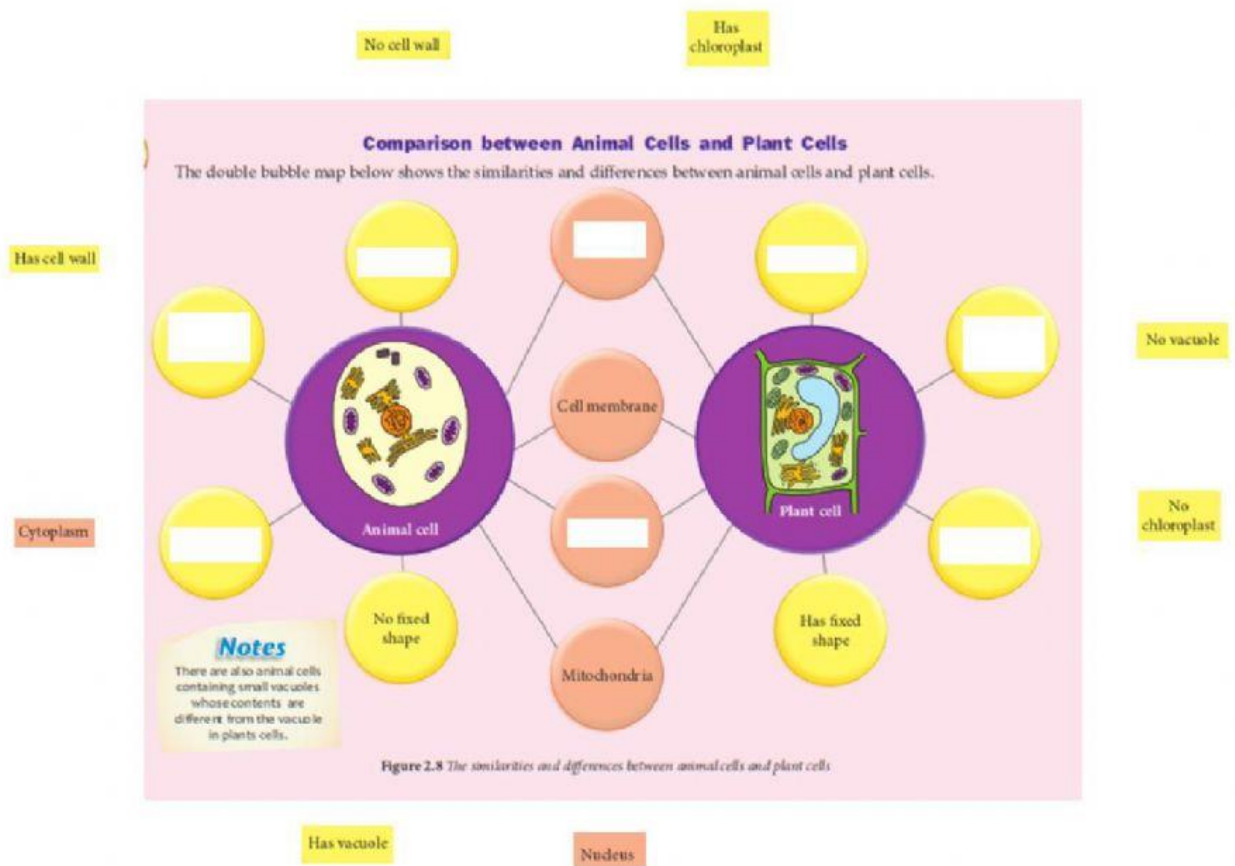 No cell wall
Has
chloroplast
Comparison between Animal Cells and Plant Cells
The double bubble map below shows the similarities and differences between animal cells and plant cells.
Has cell wall
No vacuole
Cell membrane
Cytoplasm
Animal cell
Plant cell
No
chloroplast
No fixed
shape
Has fixed
shape
Mitochondria
Notes
There are also animal cells
containing small vacuoles
whose contents are
different from the vacuole
in plants cells.
Figure 2.8 The similarities and differences between animal cells and plant cells
Has vacuole
Nucleus